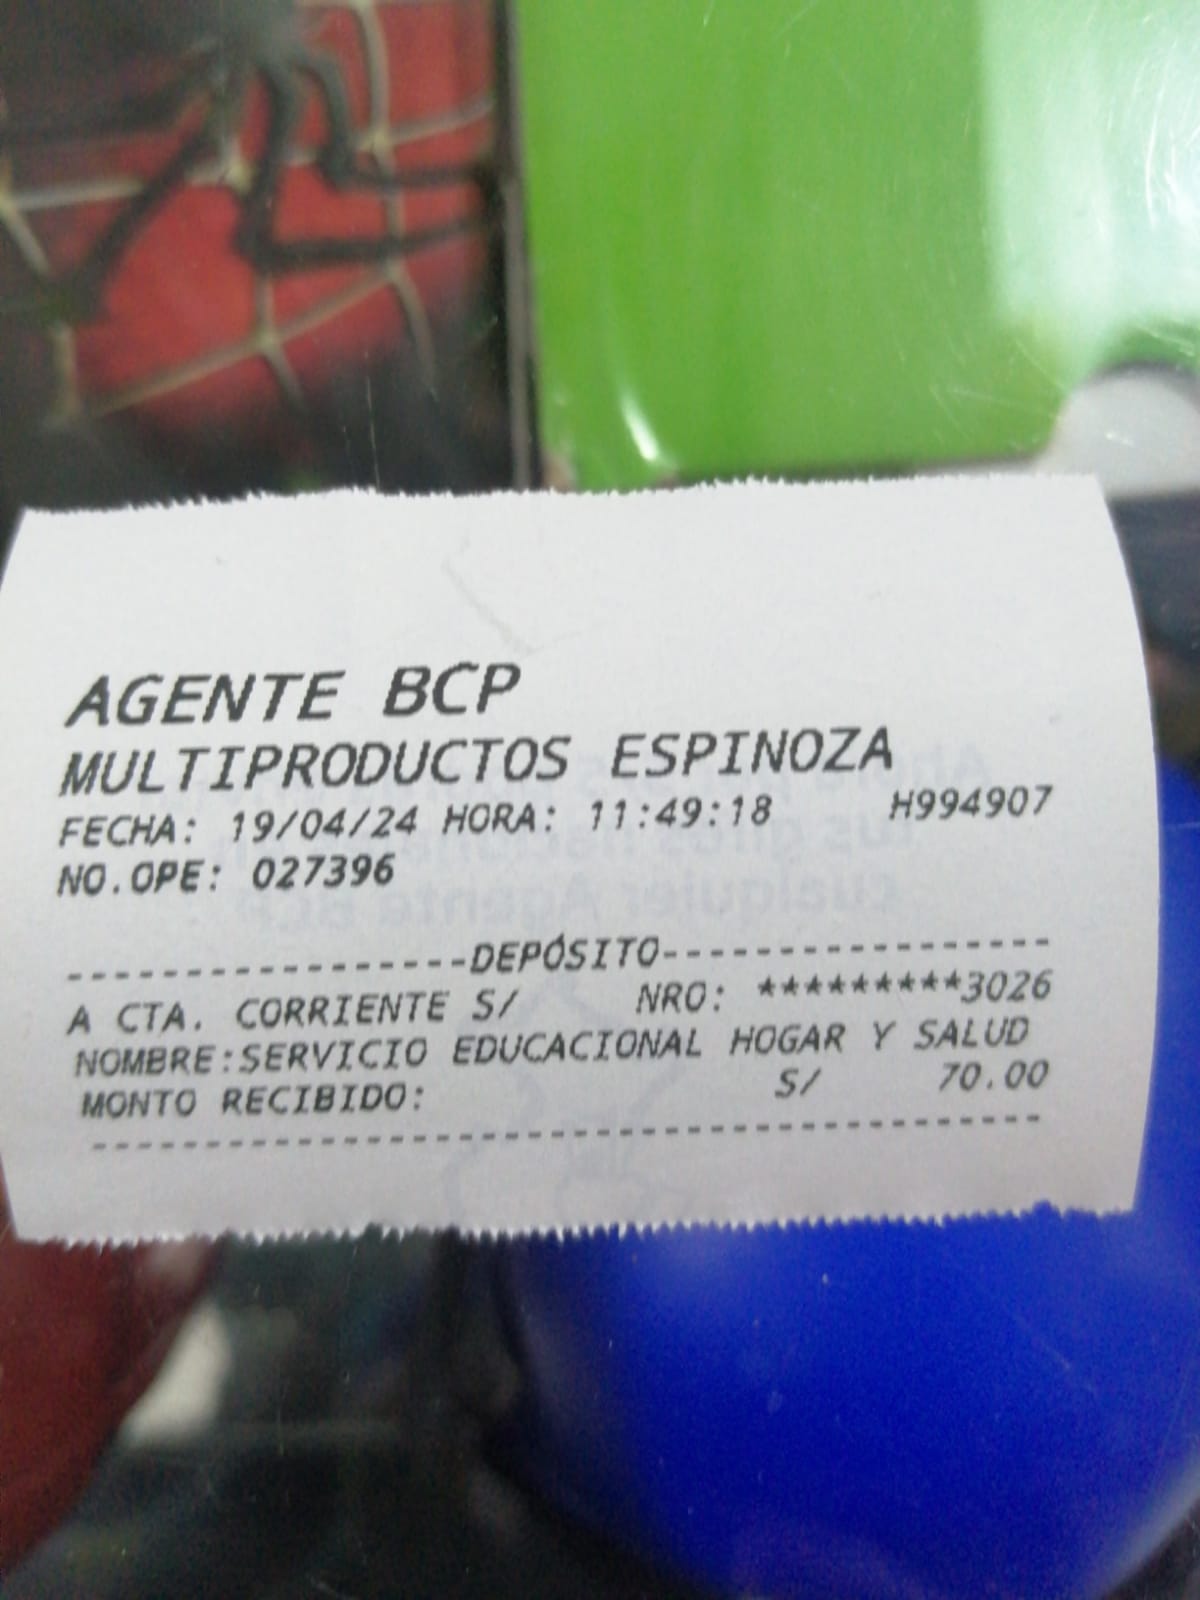 AGENTE BCP
MULTIPRODUCTOS ESPINOZA
FECHA: 19/04/24 HORA: 11:49:18 H994907
NO.OPE: 027396
-----------------DEPÓSITO-----------------
A CTA. CORRIENTE S/ NRO: *********3026
NOMBRE:SERVICIO EDUCACIONAL HOGAR Y SALUD
MONTO RECIBIDO: S/ 70.00
------------------------------------------